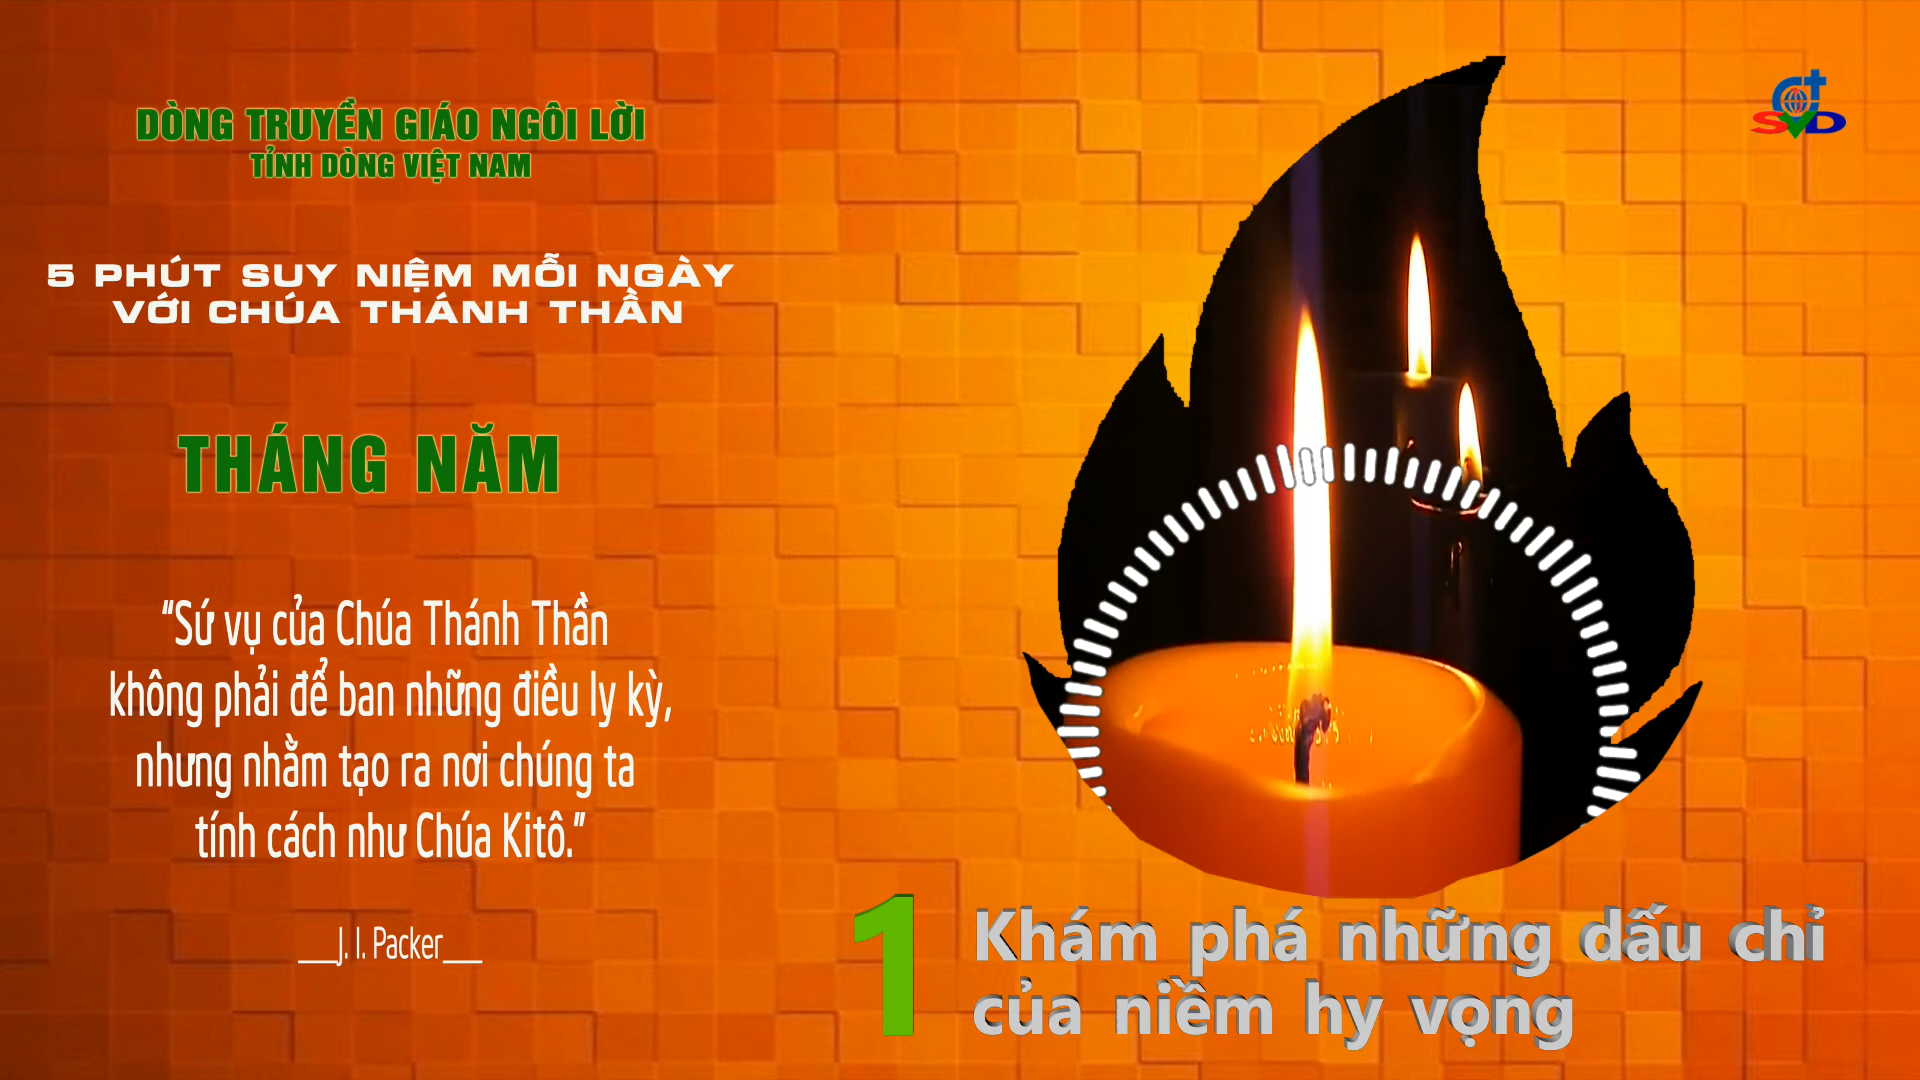 DÒNG TRUYỀN GIÁO NGÔI LỜI
TỈNH DÒNG VIỆT NAM
5 PHÚT SUY NIỆM MỖI NGÀY
VỚI CHÚA THÁNH THẦN
THÁNG NĂM
“Sứ vụ của Chúa Thánh Thần
không phải để ban những điều ly kỳ,
nhưng nhằm tạo ra nơi chúng ta
tính cách như Chúa Kitô.”
__J. I. Packer__
SVD
1
Khám phá những dấu chỉ
của niềm hy vọng